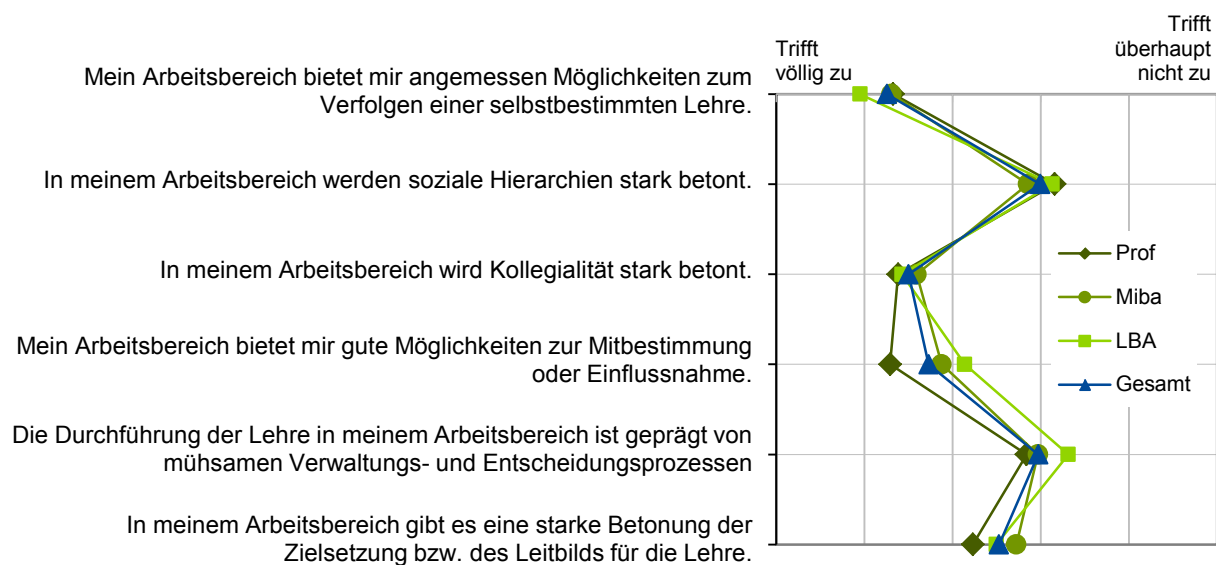 Trifft
völlig zu
Trifft
überhaupt
nicht zu
Mein Arbeitsbereich bietet mir angemessen Möglichkeiten zum
Verfolgen einer selbstbestimmten Lehre.
In meinem Arbeitsbereich werden soziale Hierarchien stark betont.
In meinem Arbeitsbereich wird Kollegialität stark betont.
Mein Arbeitsbereich bietet mir gute Möglichkeiten zur Mitbestimmung
oder Einflussnahme.
Die Durchführung der Lehre in meinem Arbeitsbereich ist geprägt von
mühsamen Verwaltungs- und Entscheidungsprozessen
In meinem Arbeitsbereich gibt es eine starke Betonung der
Zielsetzung bzw. des Leitbilds für die Lehre.
Prof
Miba
LBA
Gesamt